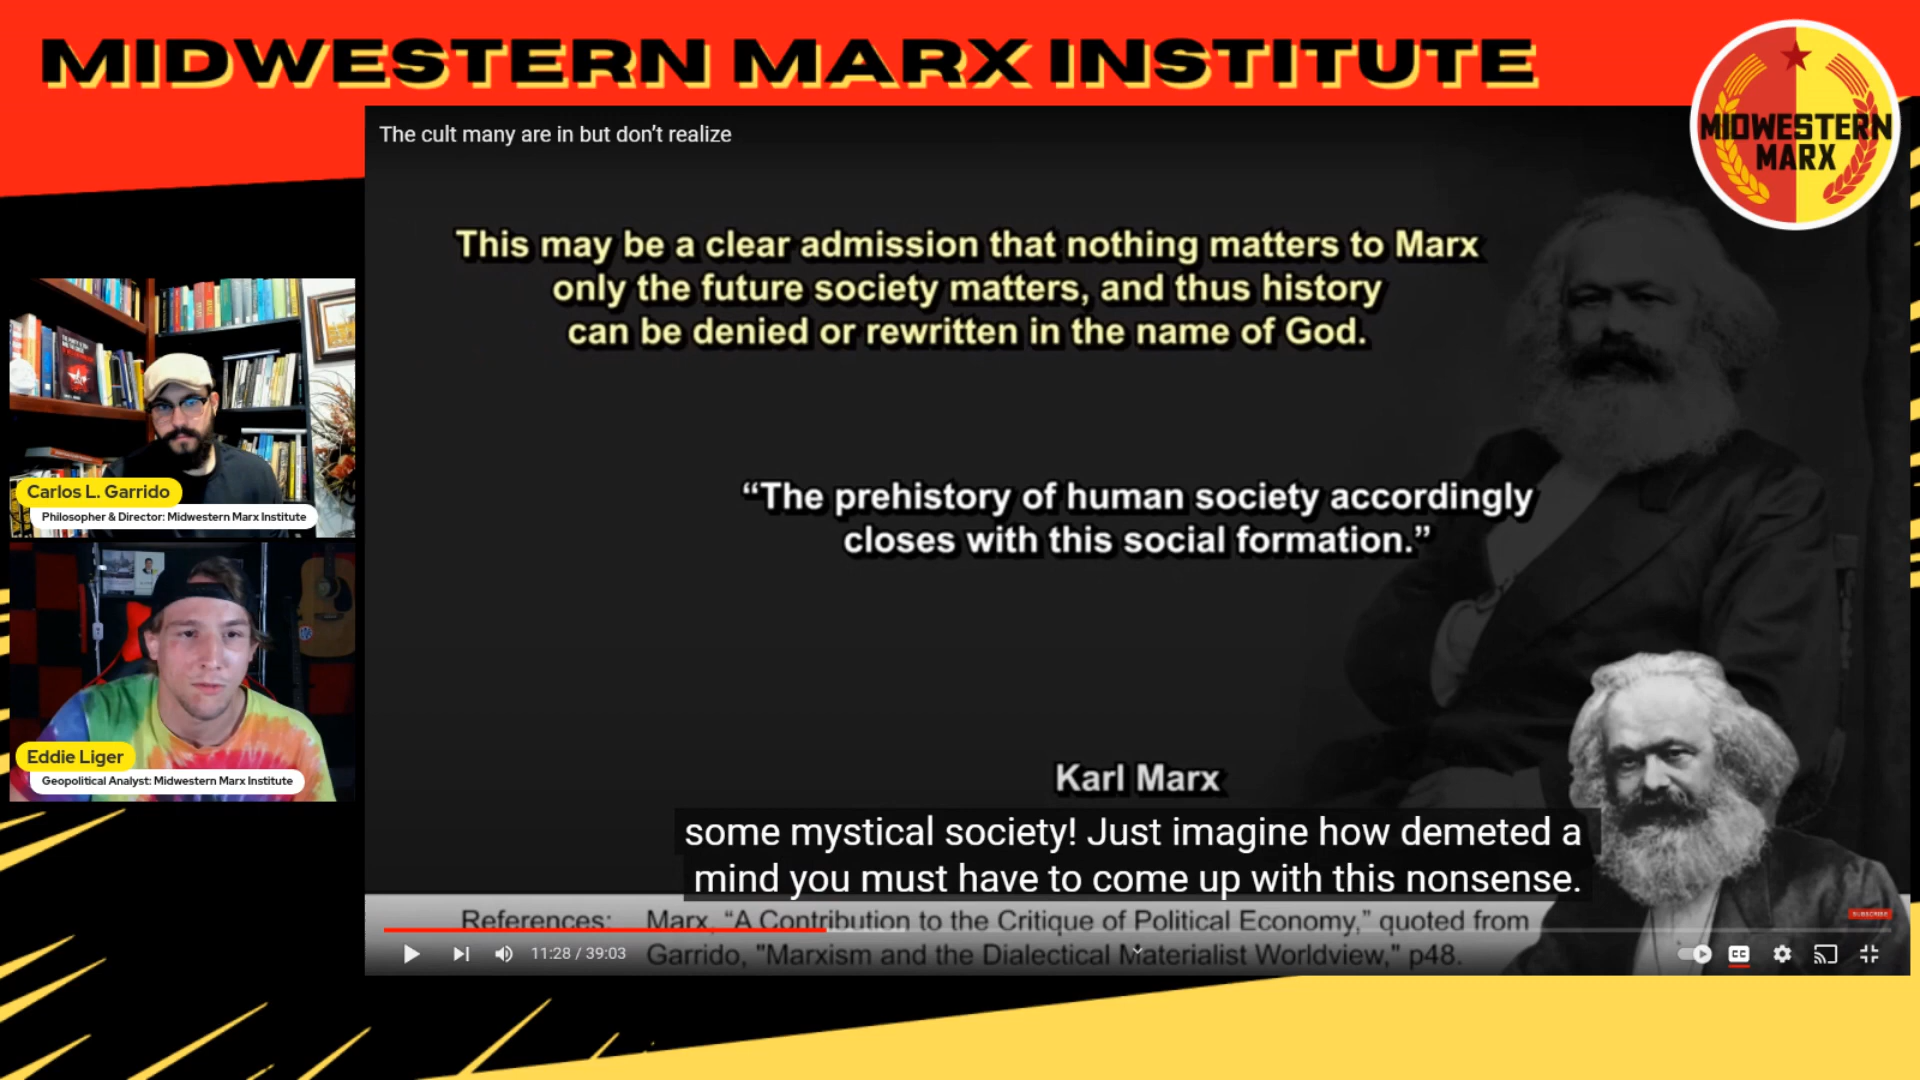 MIDWESTERN MARX INSTITUTE
MIDWESTERN
MARX
The cult many are in but don’t realize
This may be a clear admission that nothing matters to Marx
only the future society matters, and thus history
can be denied or rewritten in the name of God.
“The prehistory of human society accordingly
closes with this social formation.”
Karl Marx
some mystical society! Just imagine how demeted a
mind you must have to come up with this nonsense.
References: Marx, “A Contribution to the Critique of Political Economy,” quoted from
Garrido, "Marxism and the Dialectical Materialist Worldview," p48.
11:28 / 39:03
CC
SUBSCRIBE
Carlos L. Garrido
Philosopher & Director: Midwestern Marx Institute
Eddie Liger
Geopolitical Analyst: Midwestern Marx Institute